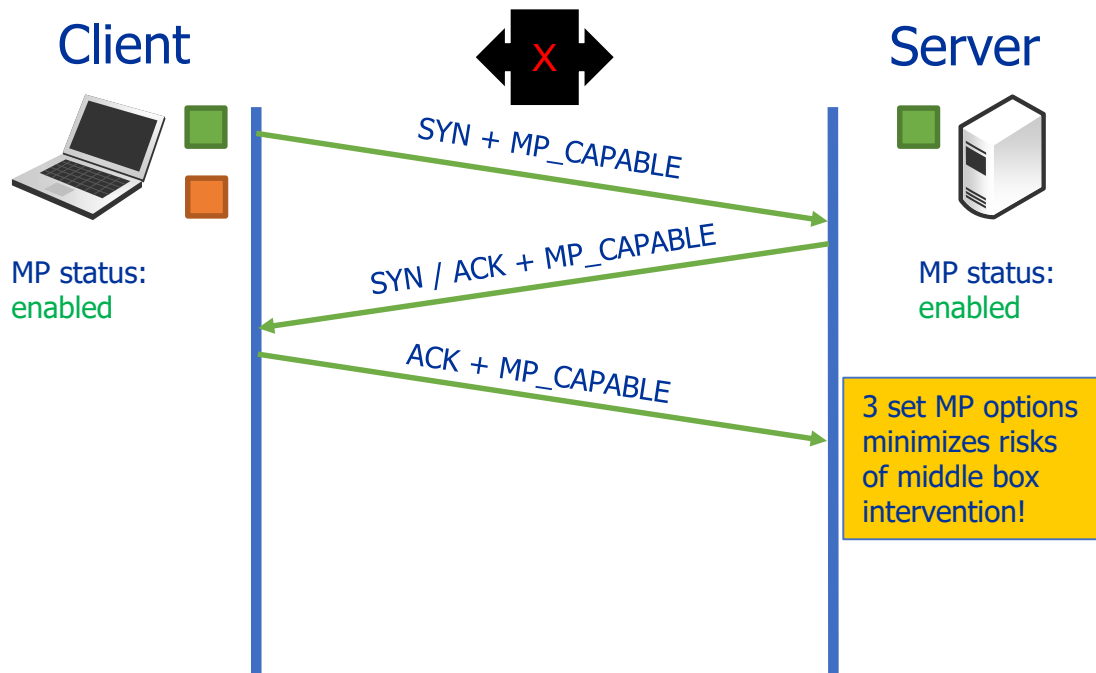 Client
X
Server
SYN + MP_CAPABLE
SYN / ACK + MP_CAPABLE
MP status:
enabled
MP status:
enabled
ACK + MP_CAPABLE
3 set MP options
minimizes risks
of middle box
intervention!